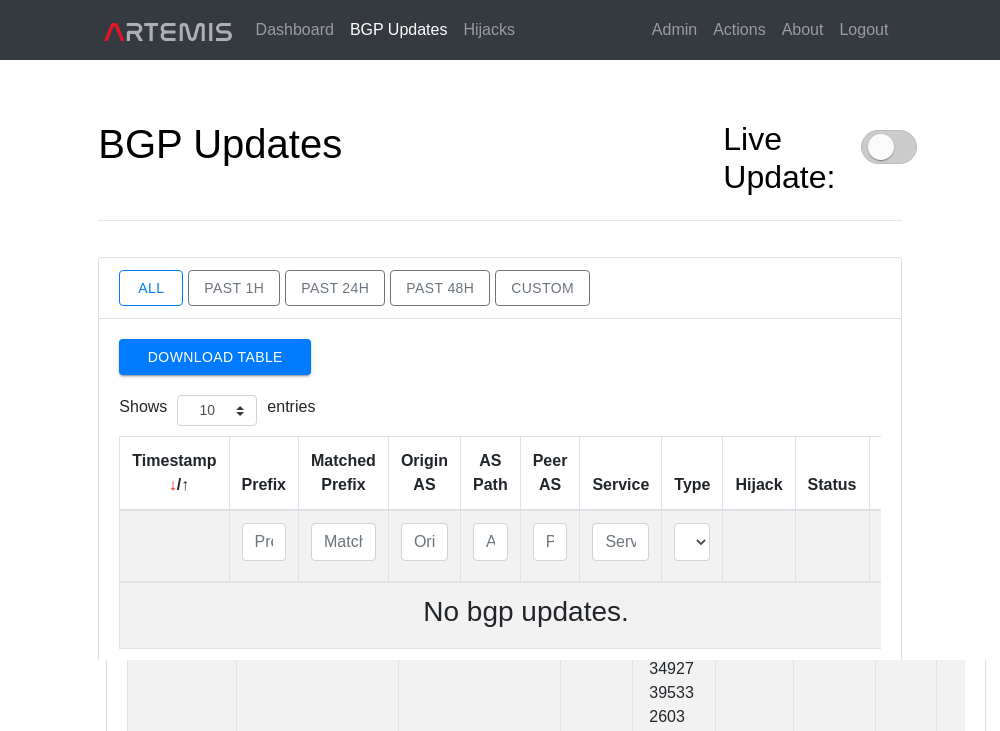 ARTEMIS Dashboard BGP Updates Hijacks Admin Actions About Logout
BGP Updates
Live
Update:
ALL PAST 1H PAST 24H PAST 48H CUSTOM
DOWNLOAD TABLE
Shows 10 entries
Timestamp Matched Origin AS Peer
↓/↑ Prefix Prefix AS Path AS Service Type Hijack Status
Pre Match Ori A P Serv
No bgp updates.
34927
39533
2603